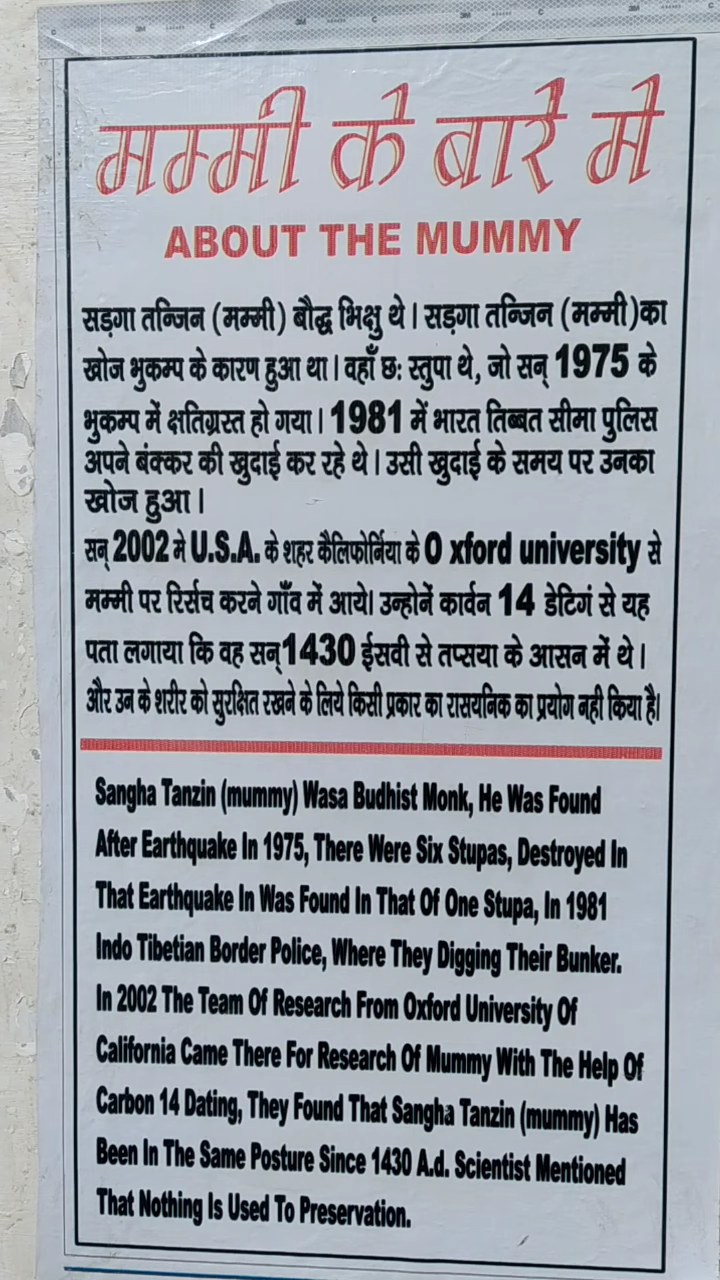 मम्मी के बारे मे
ABOUT THE MUMMY
सड़गा तन्जिन (मम्मी) बौद्ध भिक्षु थे। सड़गा तन्जिन (मम्मी)का
खोज भुकम्प के कारण हुआ था। वहाँ छः स्तुपा थे, जो सन् 1975 के
भुकम्प में क्षतिग्रस्त हो गया। 1981 में भारत तिब्बत सीमा पुलिस
अपने बंक्कर की खुदाई कर रहे थे। उसी खुदाई के समय पर उनका
खोज हुआ।
सन् 2002 मे U.S.A. के शहर कैलिफोर्निया के O xford university से
मम्मी पर रिर्सच करने गाँव में आये। उन्होनें कार्वन 14 डेटिगं से यह
पता लगाया कि वह सन् 1430 ईसवी से तप्सया के आसन में थे।
और उन के शरीर को सुरक्षित रखने के लिये किसी प्रकार का रासयनिक का प्रयोग नही किया है।
Sangha Tanzin (mummy) Wasa Budhist Monk, He Was Found
After Earthquake In 1975, There Were Six Stupas, Destroyed In
That Earthquake In Was Found In That Of One Stupa, In 1981
Indo Tibetian Border Police, Where They Digging Their Bunker.
In 2002 The Team Of Research From Oxford University Of
California Came There For Research Of Mummy With The Help Of
Carbon 14 Dating, They Found That Sangha Tanzin (mummy) Has
Been In The Same Posture Since 1430 A.d. Scientist Mentioned
That Nothing Is Used To Preservation.